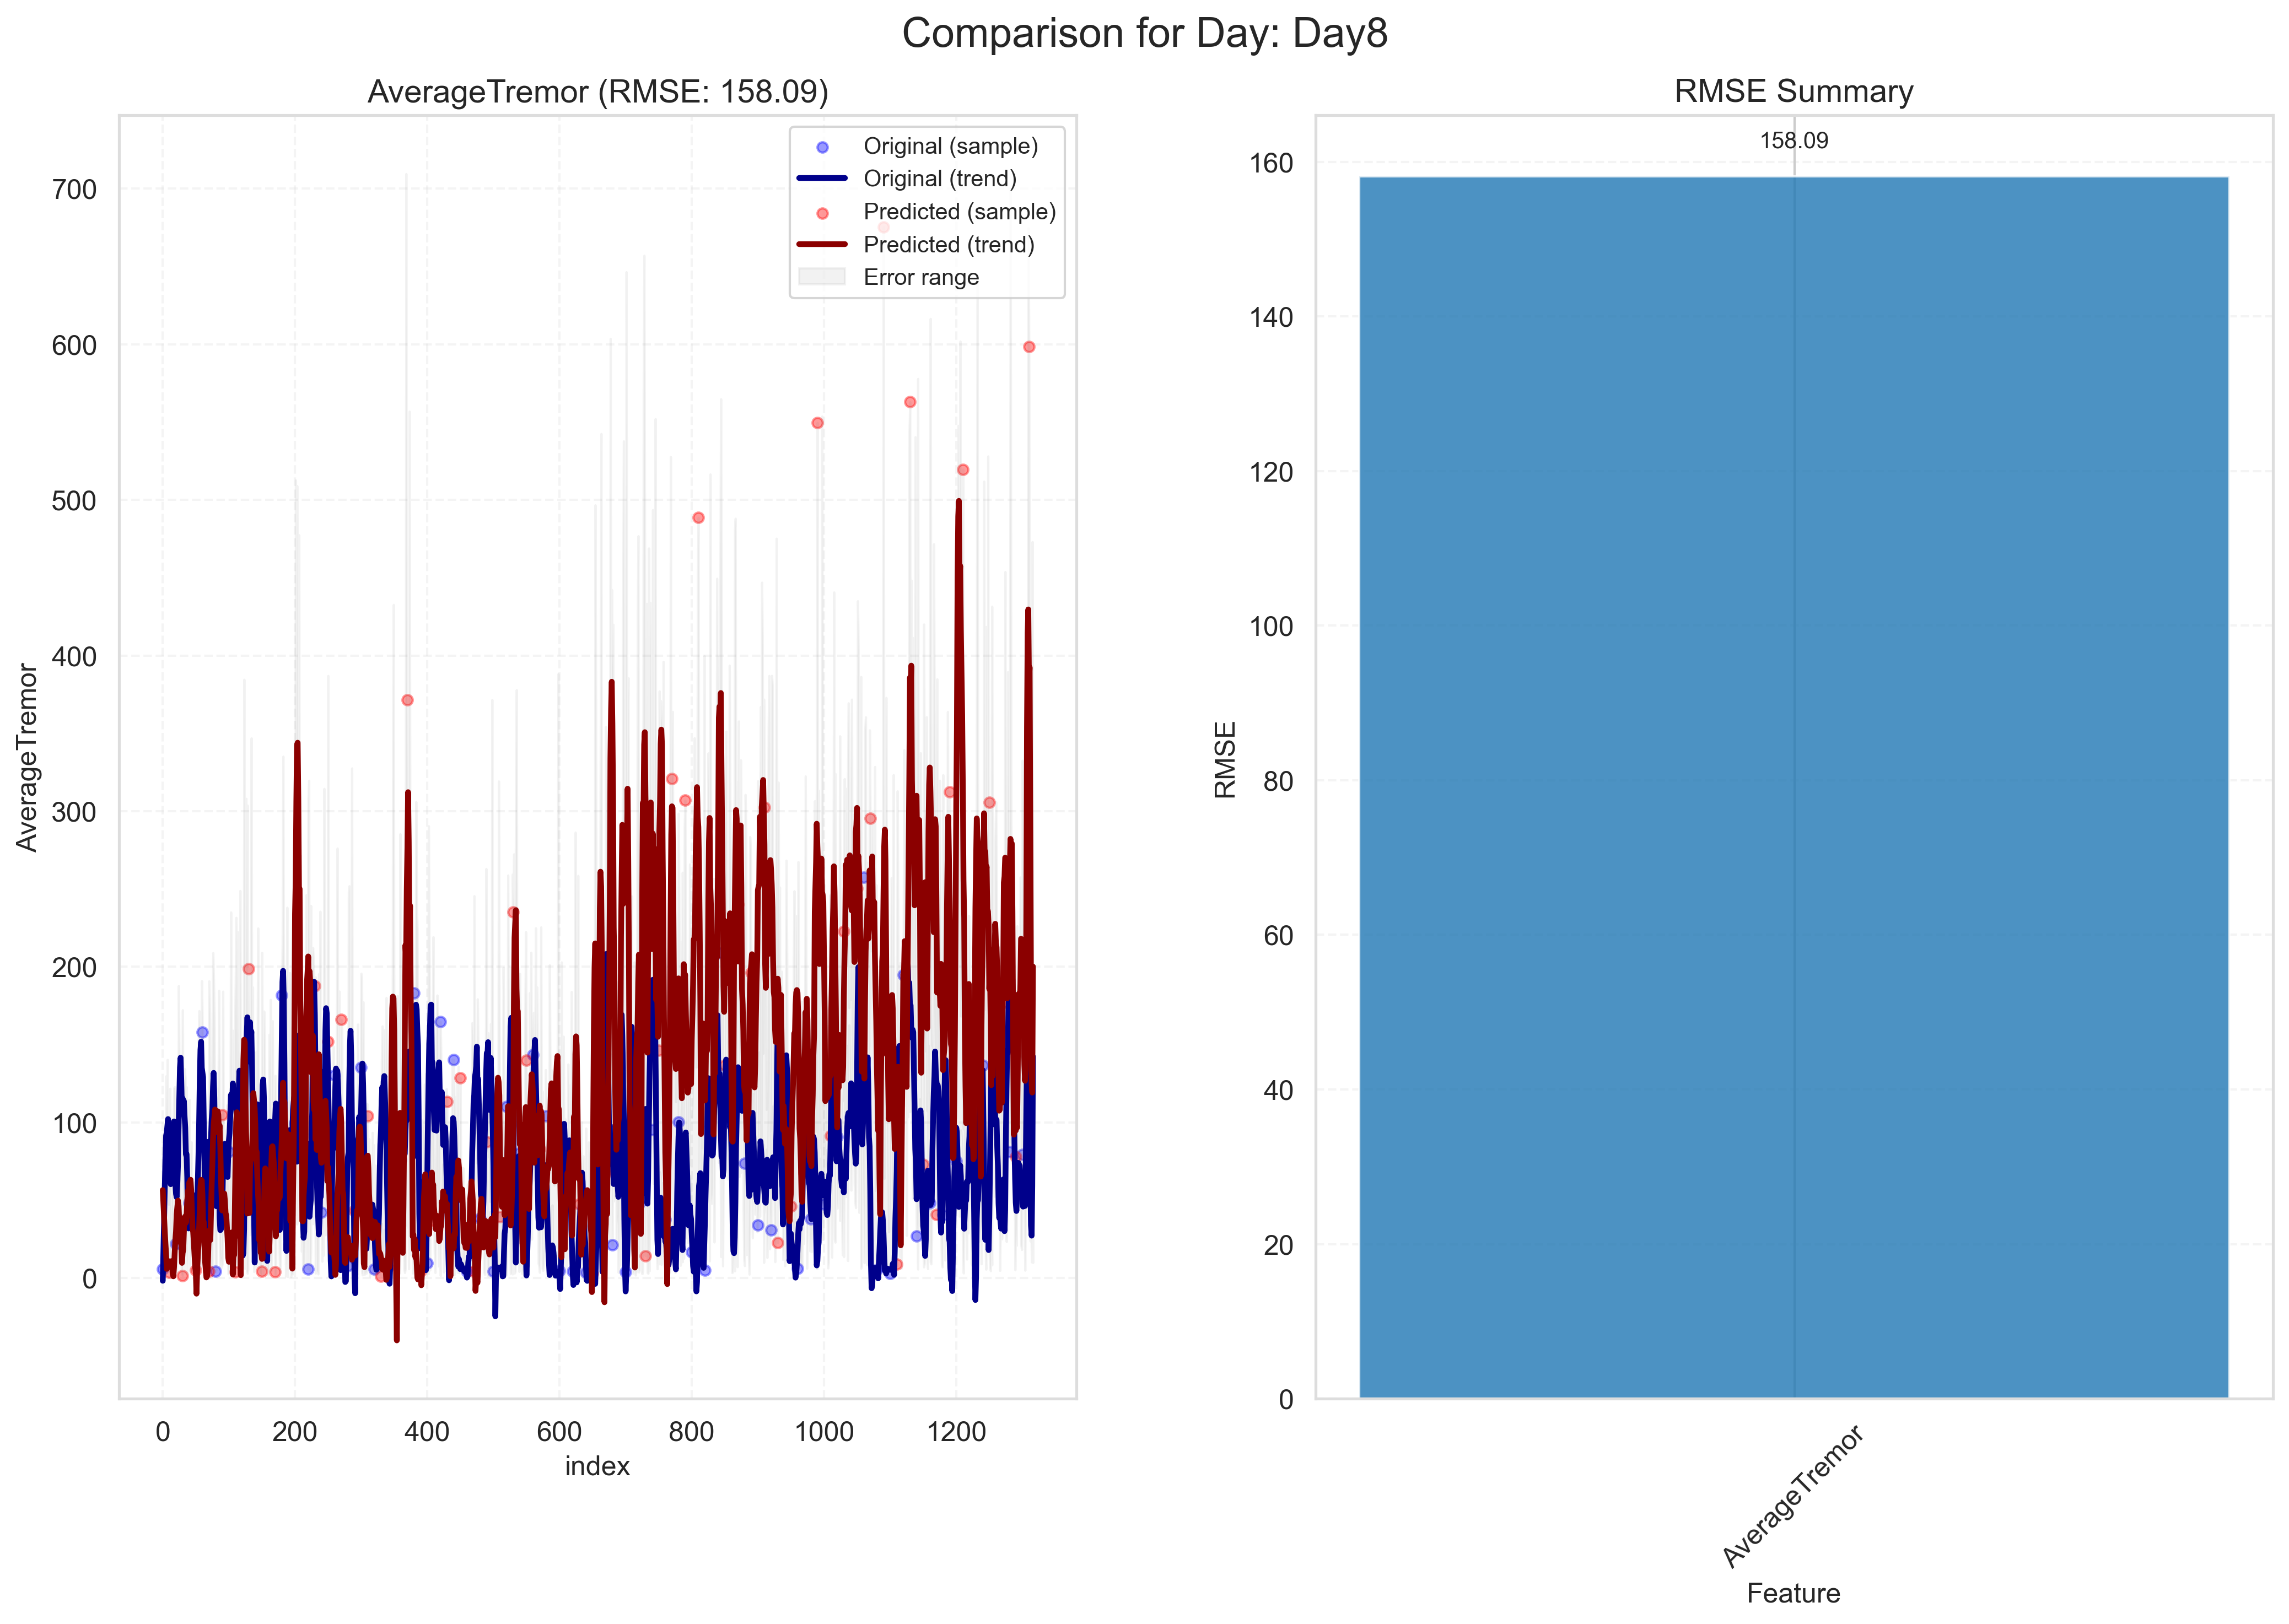 Comparison for Day: Day8
AverageTremor (RMSE: 158.09)
Original (sample)
Original (trend)
Predicted (sample)
Predicted (trend)
Error range
700
600
500
400
300
200
100
0
AverageTremor
0 200 400 600 800 1000 1200
index
RMSE Summary
158.09
160
140
120
100
80
60
40
20
0
RMSE
AverageTremor
Feature